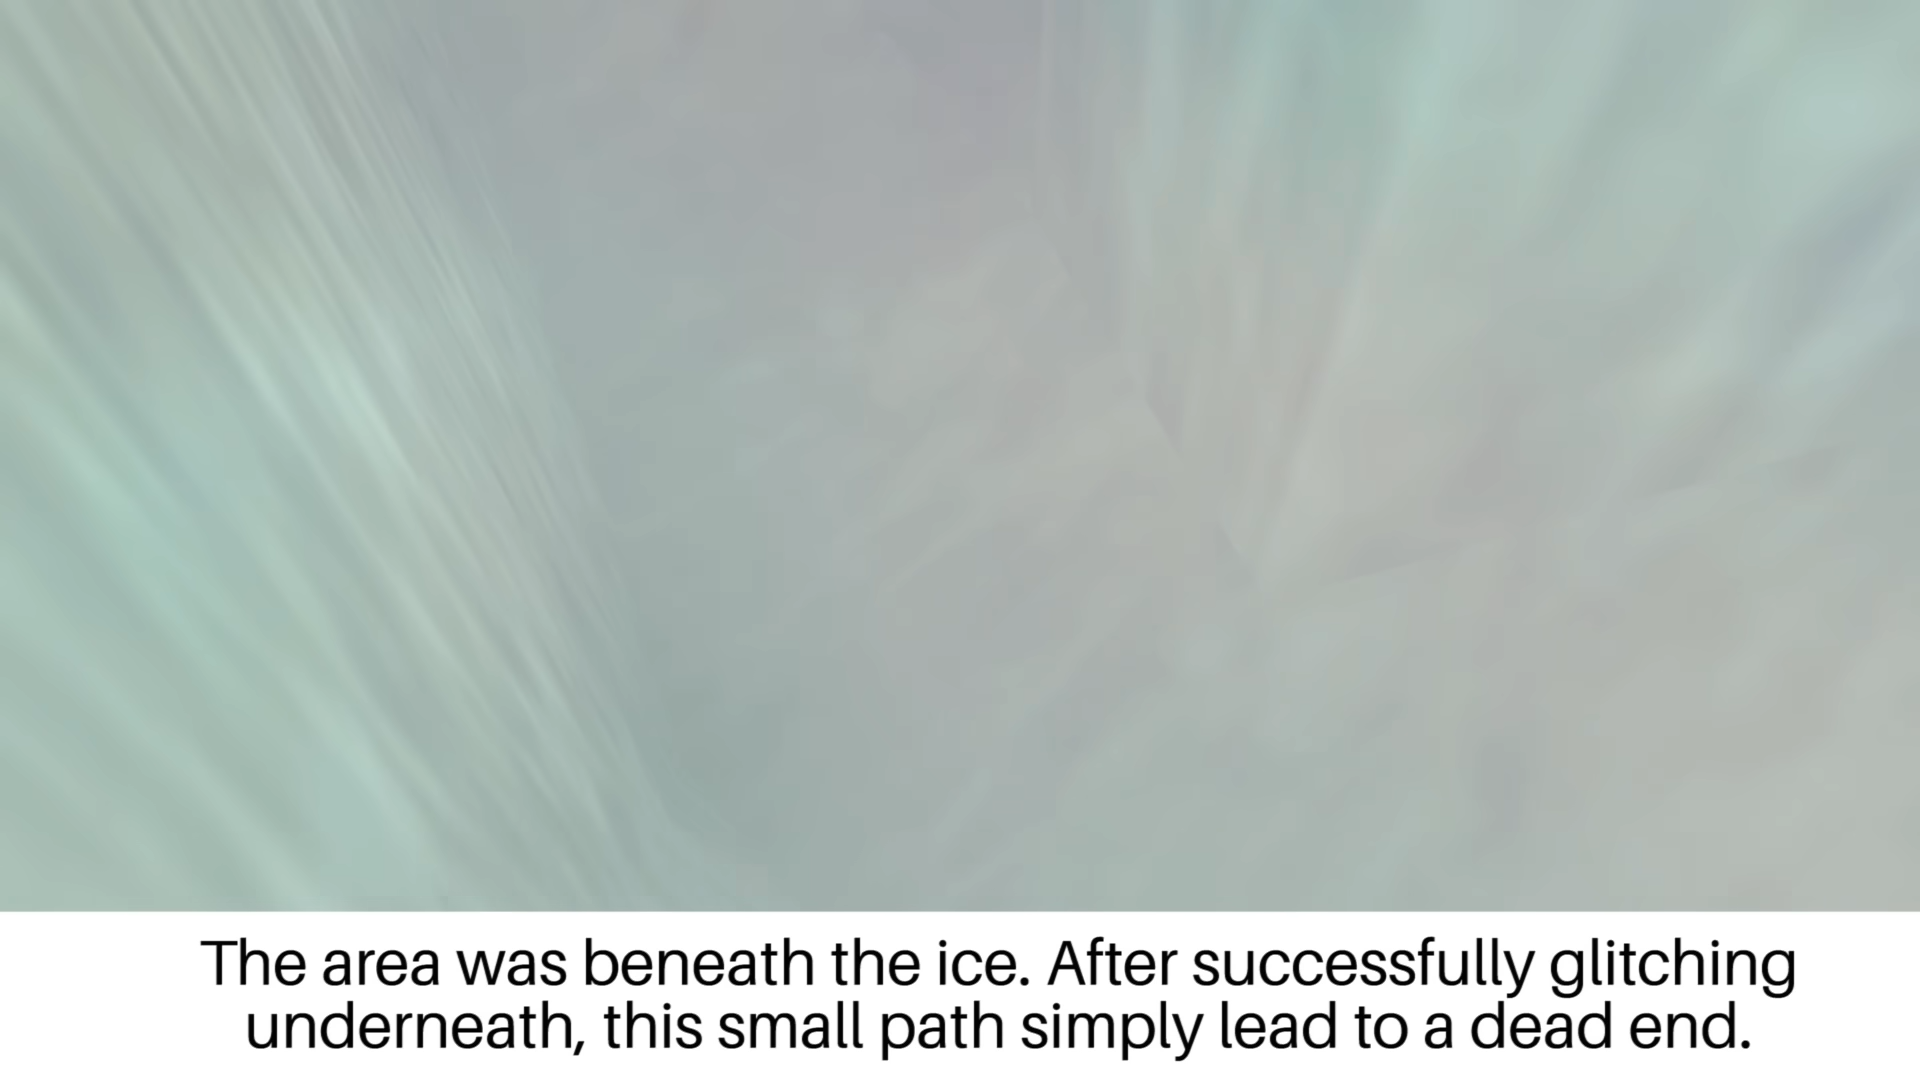 The area was beneath the ice. After successfully glitching
underneath, this small path simply lead to a dead end.